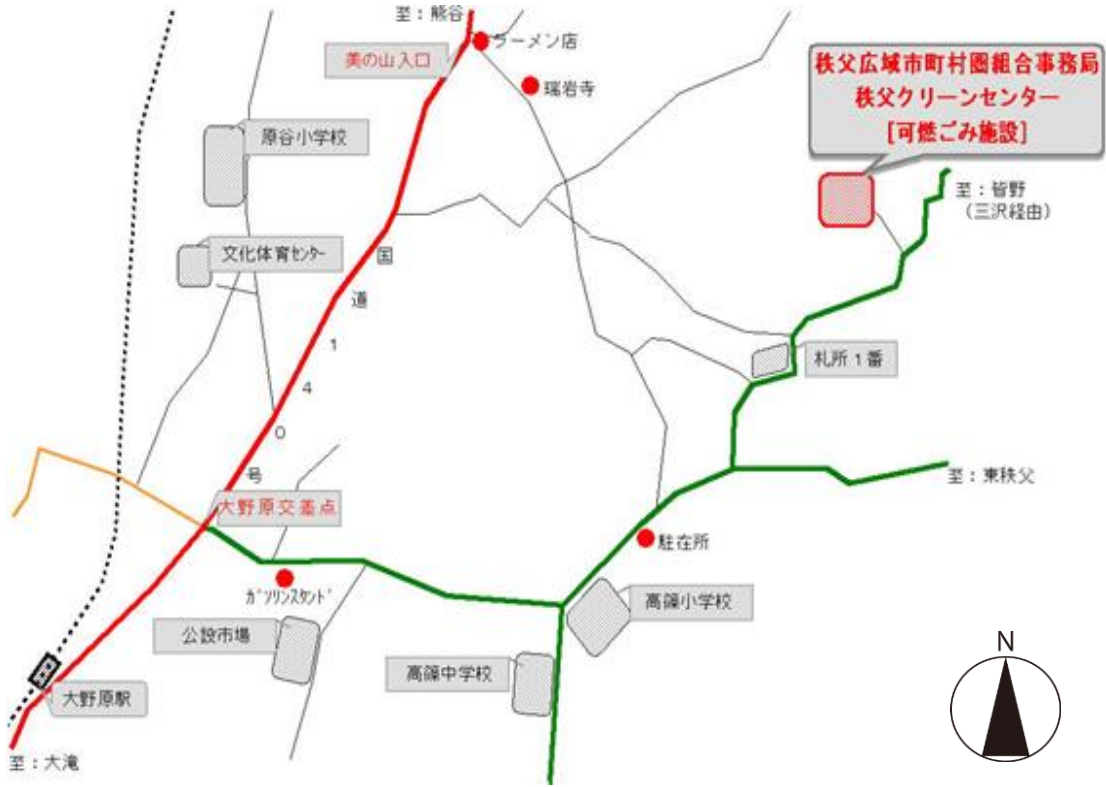 至：熊谷
ラーメン店
美の山入口
瑞岩寺
秩父広域市町村圏組合事務局
秩父クリーンセンター
[可燃ごみ施設]
原谷小学校
至：皆野
（三沢経由）
文化体育センター
国
道
1
4
0
号
札所１番
至：東秩父
大野原交差点
駐在所
ガソリンスタンド
高篠小学校
公設市場
高篠中学校
N
大野原駅
至：大滝